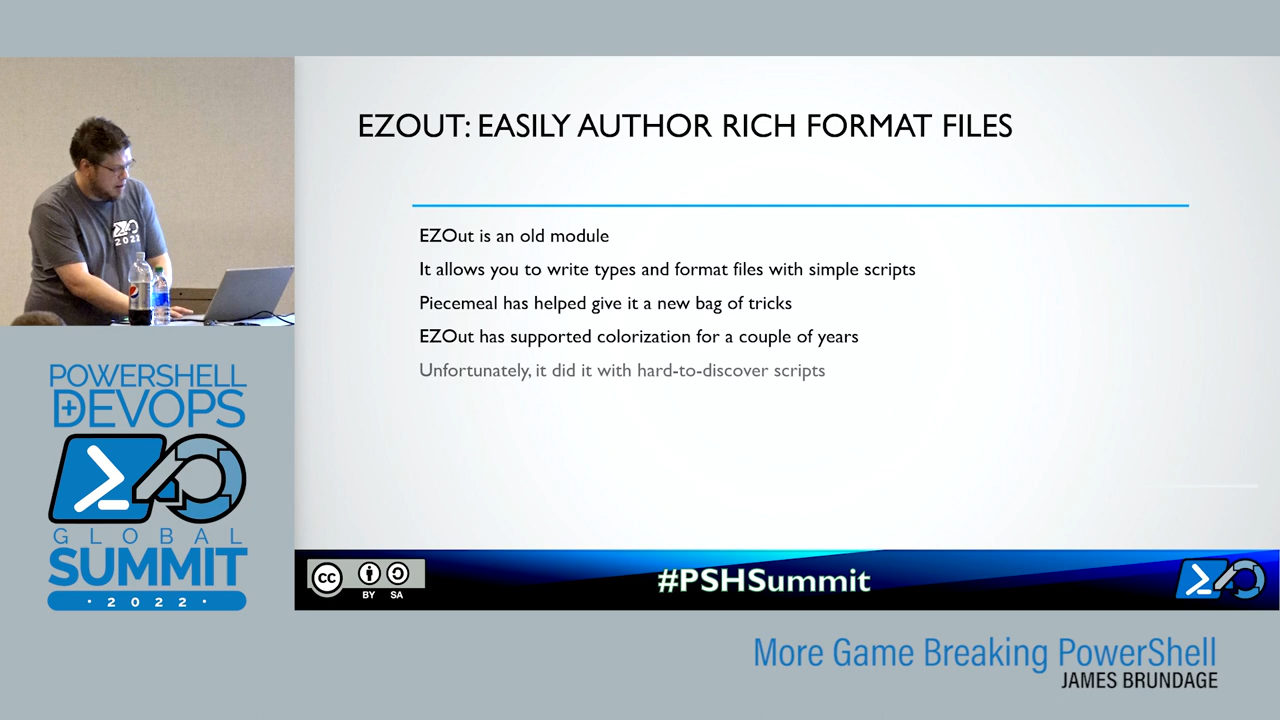 EZOUT: EASILY AUTHOR RICH FORMAT FILES
EZOut is an old module
It allows you to write types and format files with simple scripts
Piecemeal has helped give it a new bag of tricks
EZOut has supported colorization for a couple of years
Unfortunately, it did it with hard-to-discover scripts
2022
pepsi
POWERSHELL
+DEVOPS
GLOBAL
SUMMIT
· 2022 ·
cc
BY SA
#PSHSummit
More Game Breaking PowerShell
JAMES BRUNDAGE